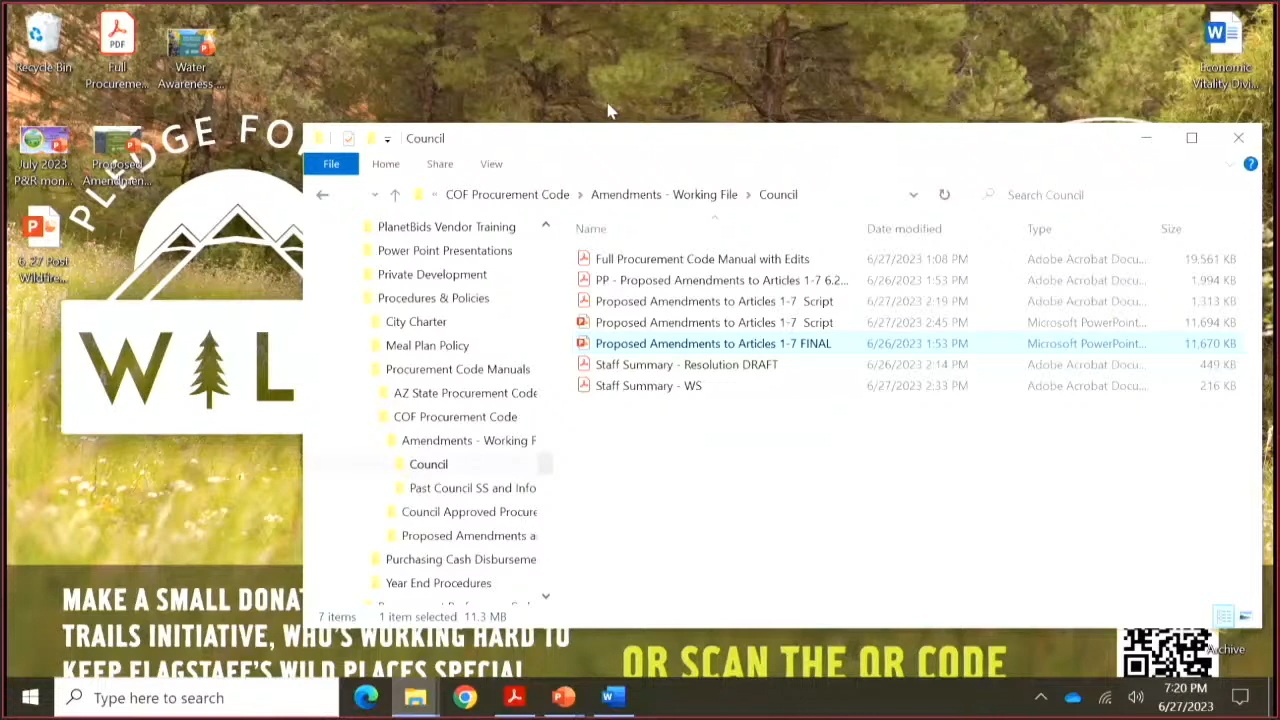 Recycle Bin
PDF
Full
Procureme...
Water
Awareness ...
Economic
Vitality Divi...
PLEDGE FO
July 2023
P&R mon...
Proposed
Amendmen...
6_27 Post
Wildfire...
WIL
MAKE A SMALL DONAT
TRAILS INITIATIVE, WHO'S WORKING HARD TO
KEEP FLAGSTAFF'S WILD PLACES SPECIAL
OR SCAN THE QR CODE
Archive
Council
File
Home
Share
View
COF Procurement Code
Amendments - Working File
Council
Search Council
PlanetBids Vendor Training
Power Point Presentations
Private Development
Procedures & Policies
City Charter
Meal Plan Policy
Procurement Code Manuals
AZ State Procurement Code
COF Procurement Code
Amendments - Working F
Council
Past Council SS and Info
Council Approved Procure
Proposed Amendments a
Purchasing Cash Disburseme
Year End Procedures
Name Date modified Type Size
Full Procurement Code Manual with Edits 6/27/2023 1:08 PM Adobe Acrobat Docu... 19,561 KB
PP - Proposed Amendments to Articles 1-7 6.2... 6/26/2023 1:53 PM Adobe Acrobat Docu... 1,994 KB
Proposed Amendments to Articles 1-7 Script 6/27/2023 2:19 PM Adobe Acrobat Docu... 1,313 KB
Proposed Amendments to Articles 1-7 Script 6/27/2023 2:45 PM Microsoft PowerPoint... 11,694 KB
Proposed Amendments to Articles 1-7 FINAL 6/26/2023 1:53 PM Microsoft PowerPoint... 11,670 KB
Staff Summary - Resolution DRAFT 6/26/2023 2:14 PM Adobe Acrobat Docu... 449 KB
Staff Summary - WS 6/27/2023 2:33 PM Adobe Acrobat Docu... 216 KB
7 items 1 item selected 11.3 MB
Type here to search
7:20 PM
6/27/2023